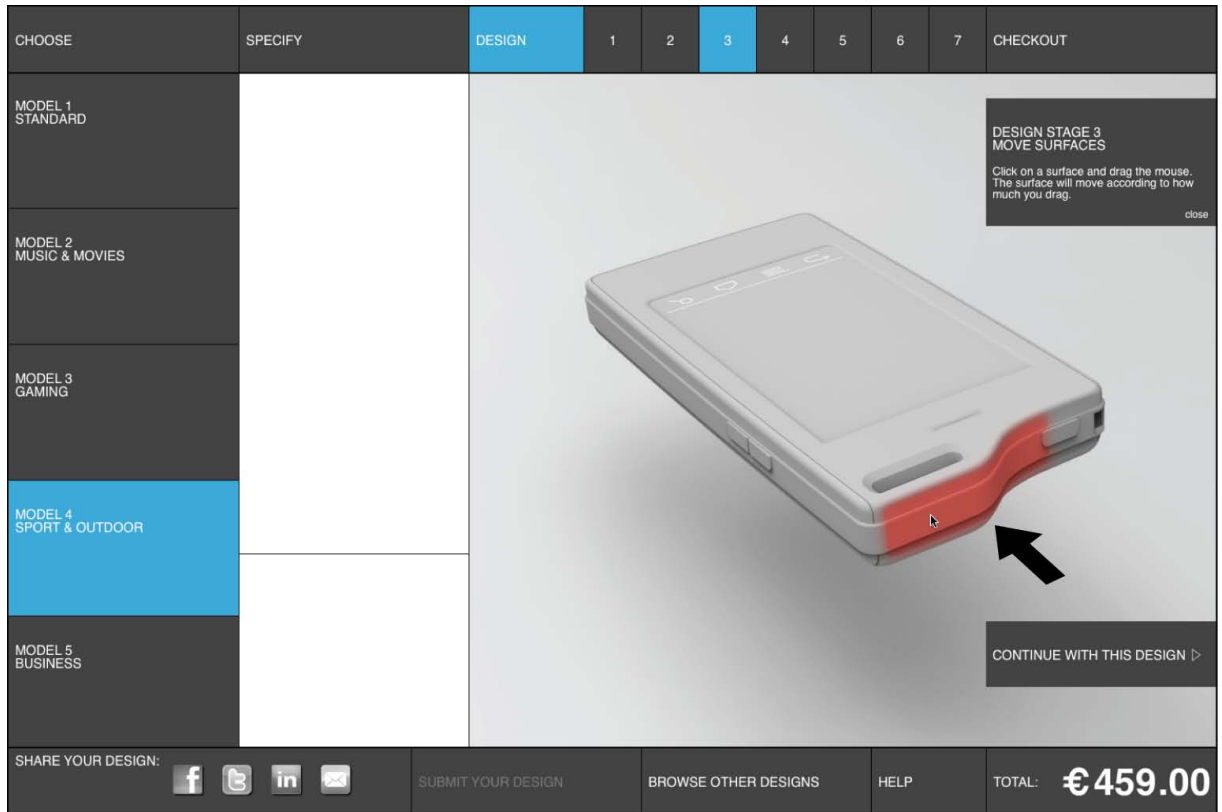 CHOOSE
SPECIFY
DESIGN
1
2
3
4
5
6
7
CHECKOUT
MODEL 1
STANDARD
MODEL 2
MUSIC & MOVIES
MODEL 3
GAMING
MODEL 4
SPORT & OUTDOOR
MODEL 5
BUSINESS
DESIGN STAGE 3
MOVE SURFACES
Click on a surface and drag the mouse.
The surface will move according to how
much you drag.
close
CONTINUE WITH THIS DESIGN
SHARE YOUR DESIGN:
f
in
SUBMIT YOUR DESIGN
BROWSE OTHER DESIGNS
HELP
TOTAL:
€459.00